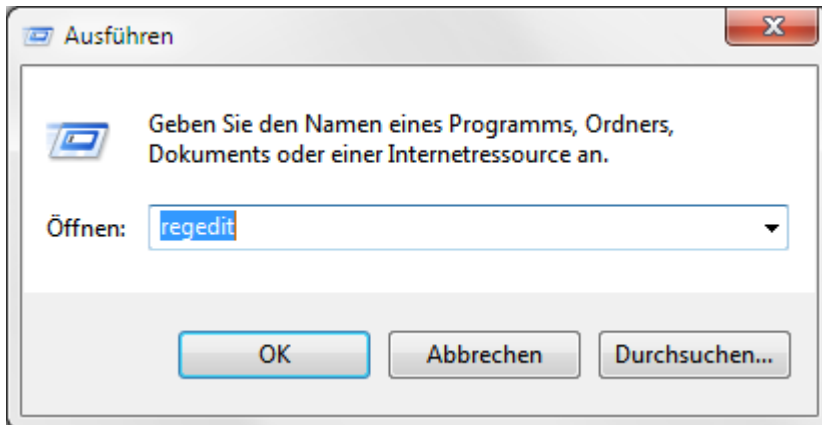 Ausführen
Geben Sie den Namen eines Programms, Ordners,
Dokuments oder einer Internetressource an.
Öffnen: regedit
OK Abbrechen Durchsuchen...